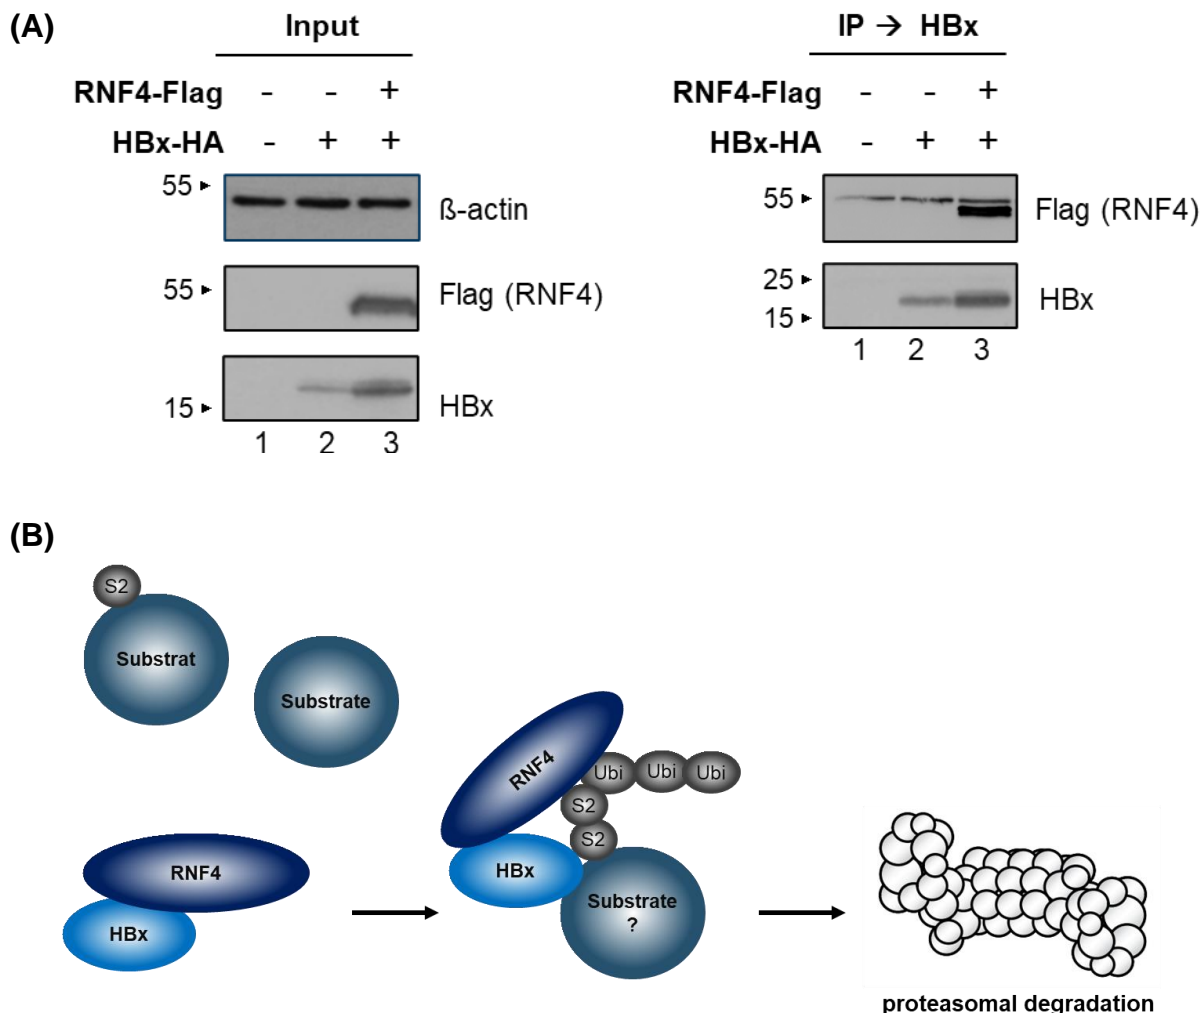 (A)
Input
RNF4-Flag - - +
HBx-HA - + +
55
ß-actin
55
Flag (RNF4)
15
HBx
1 2 3
IP → HBx
RNF4-Flag - - +
HBx-HA - + +
55
Flag (RNF4)
25
HBx
15
1 2 3
(B)
S2
Substrat
Substrate
RNF4
HBx
RNF4
Ubi Ubi Ubi
S2
S2
HBx
Substrate
?
proteasomal degradation